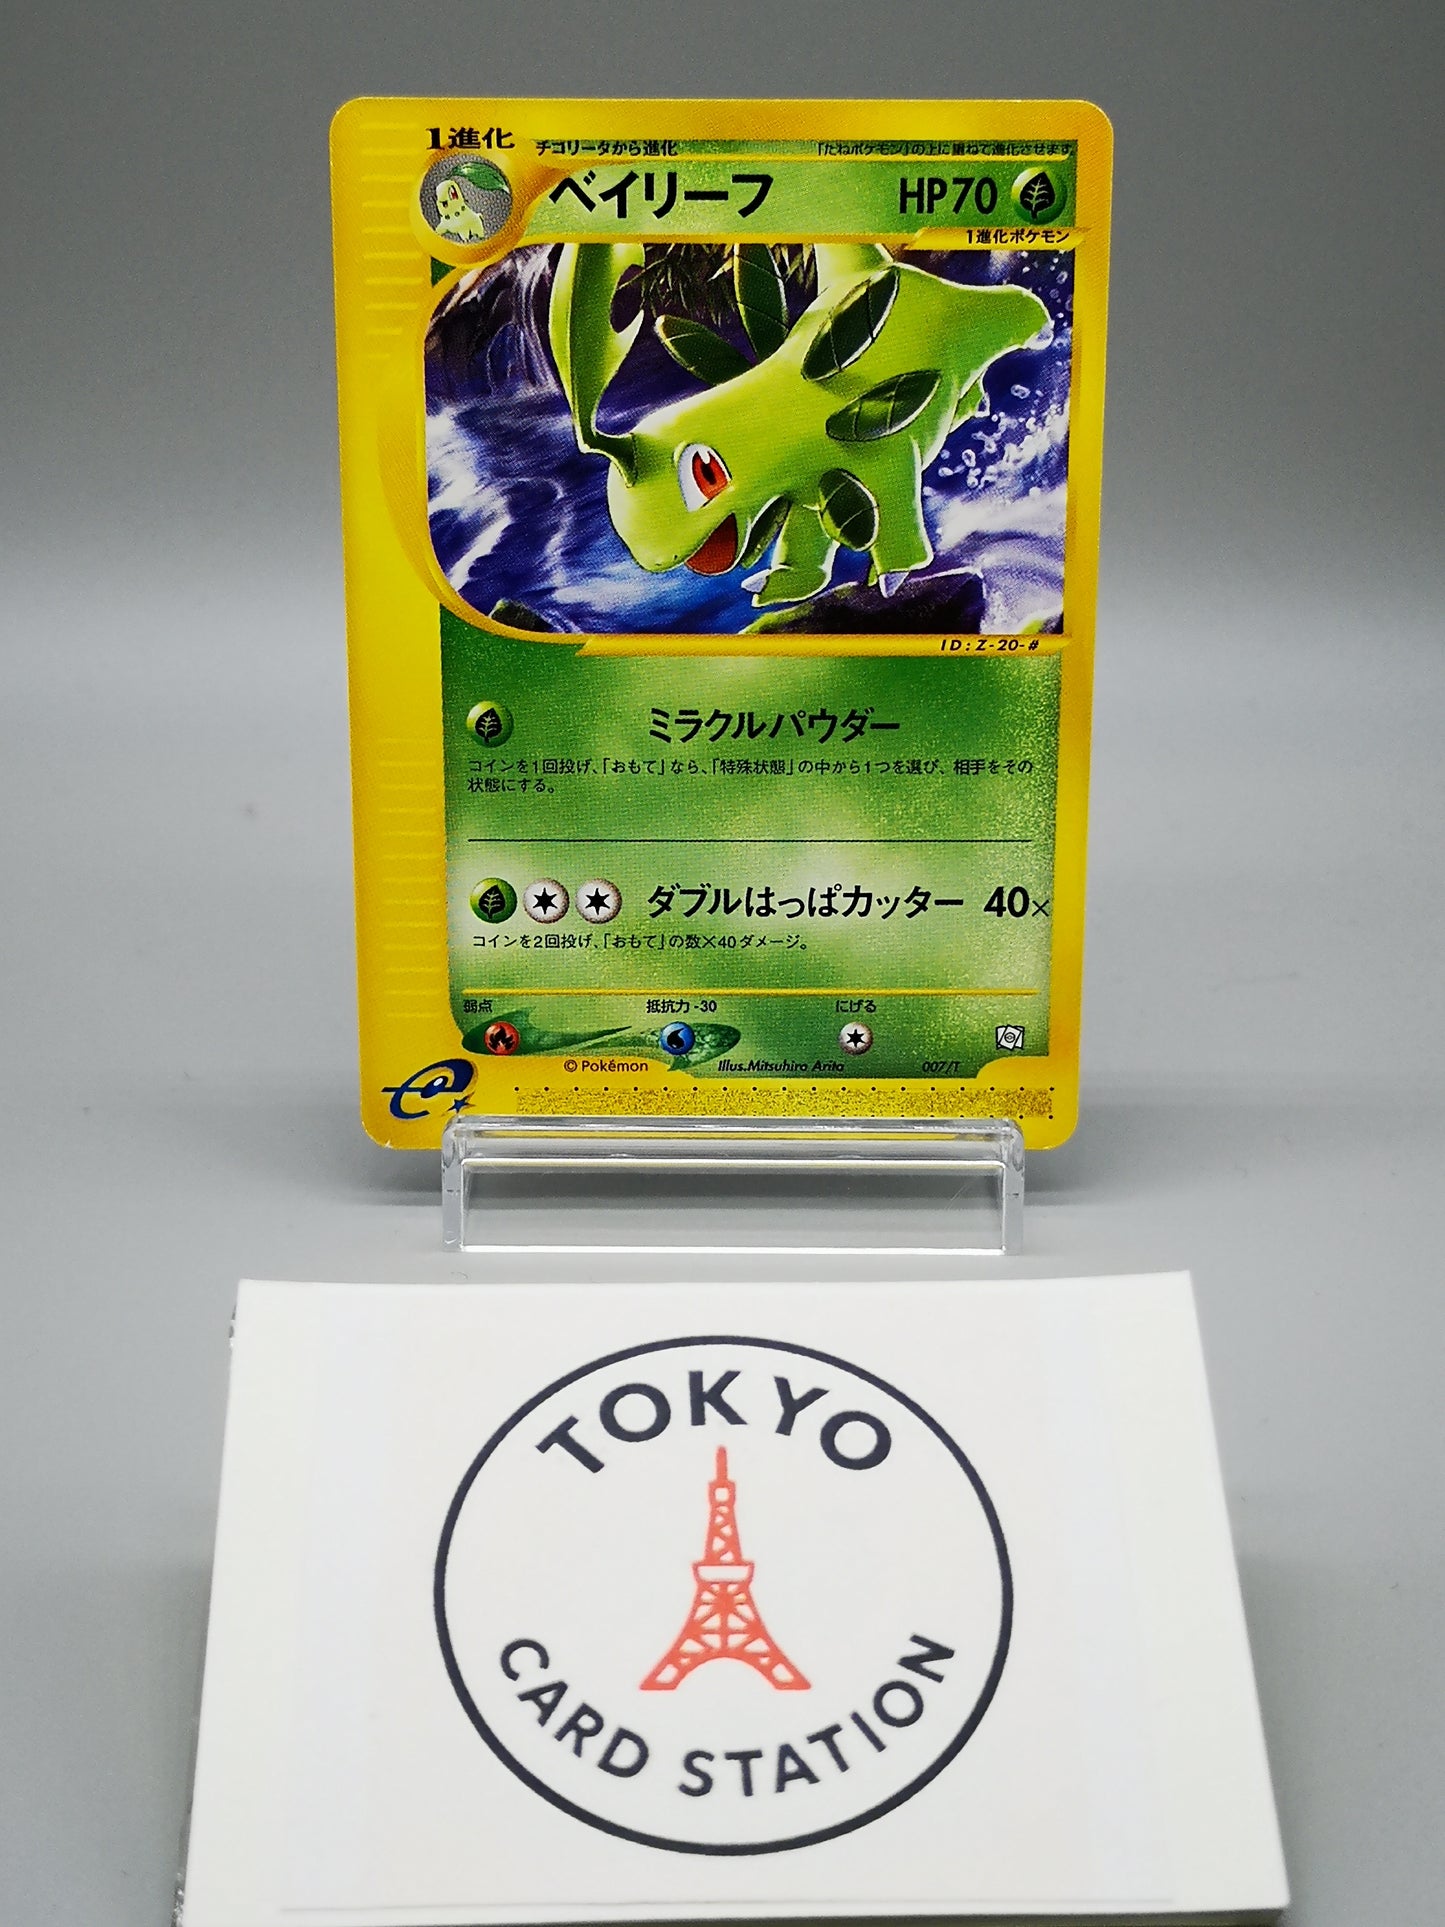 1進化
チコリータから進化
「たねポケモン」の上に重ねて進化させます
ベイリーフ HP70
1進化ポケモン
ID:Z-20-#
ミラクルパウダー
コインを1回投げ、「おもて」なら、「特殊状態」の中から1つを選び、相手をその
状態にする。
ダブルはっぱカッター 40×
コインを2回投げ、「おもて」の数×40ダメージ。
弱点 抵抗力-30 にげる
© Pokémon Illus.Mitsuhiro Arita 007/T
TOKYO
CARD STATION